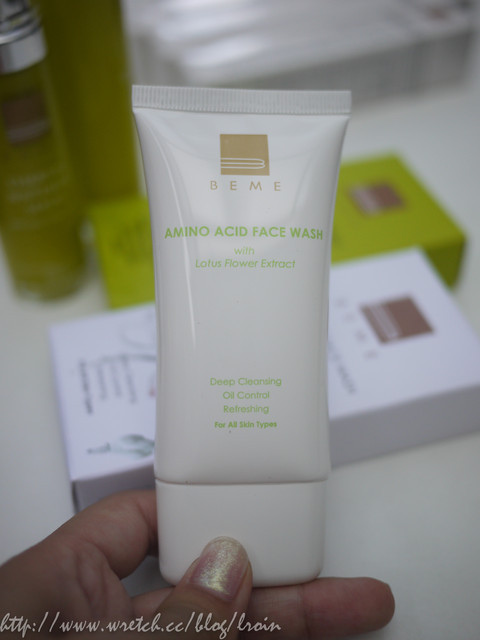 BEME
AMINO ACID FACE WASH
with
Lotus Flower Extract
Deep Cleansing
Oil Control
Refreshing
For All Skin Types
BEME
http://www.wretch.cc/blog/lroin